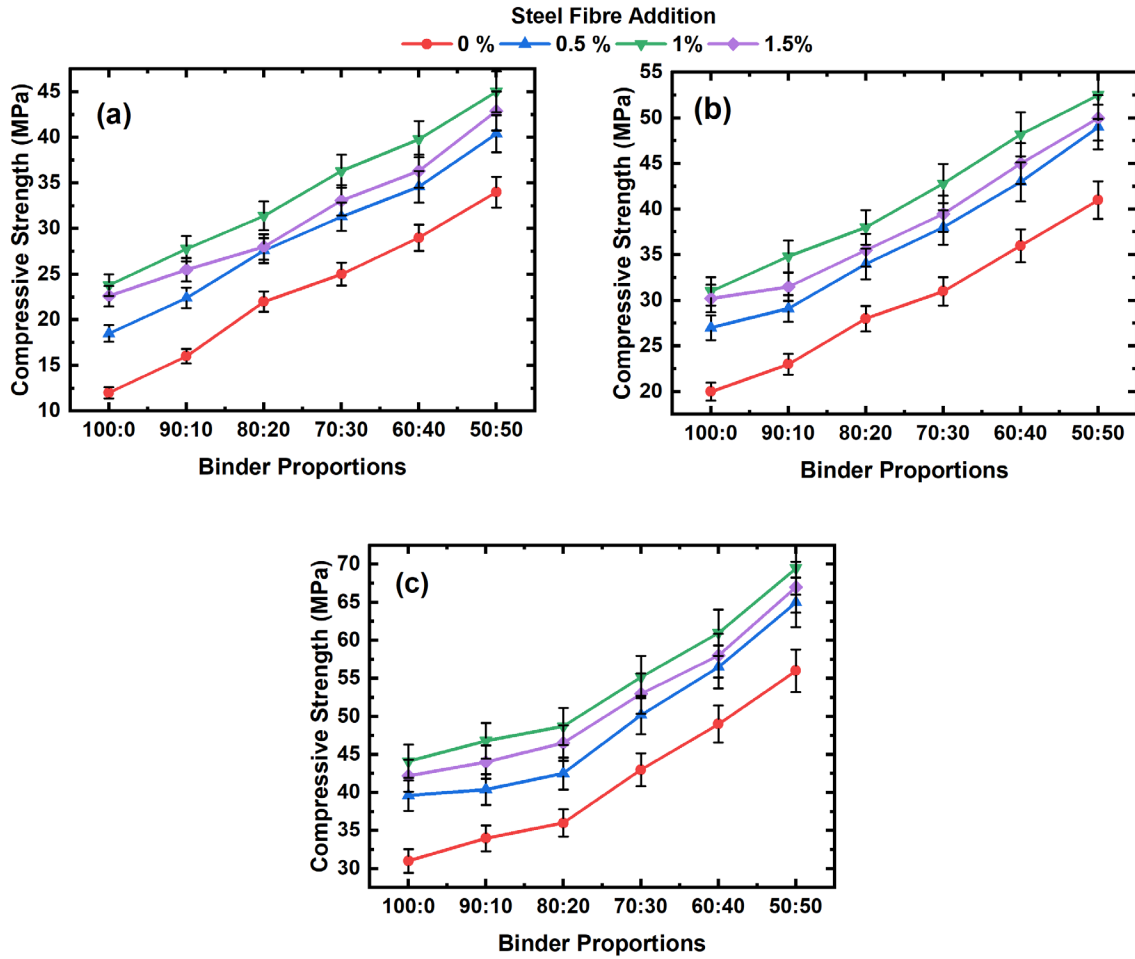 Steel Fibre Addition
0 % 0.5 % 1% 1.5%
(a)
Compressive Strength (MPa)
45
40
35
30
25
20
15
10
100:0 90:10 80:20 70:30 60:40 50:50
Binder Proportions
(b)
Compressive Strength (MPa)
55
50
45
40
35
30
25
20
100:0 90:10 80:20 70:30 60:40 50:50
Binder Proportions
(c)
Compressive Strength (MPa)
70
65
60
55
50
45
40
35
30
100:0 90:10 80:20 70:30 60:40 50:50
Binder Proportions